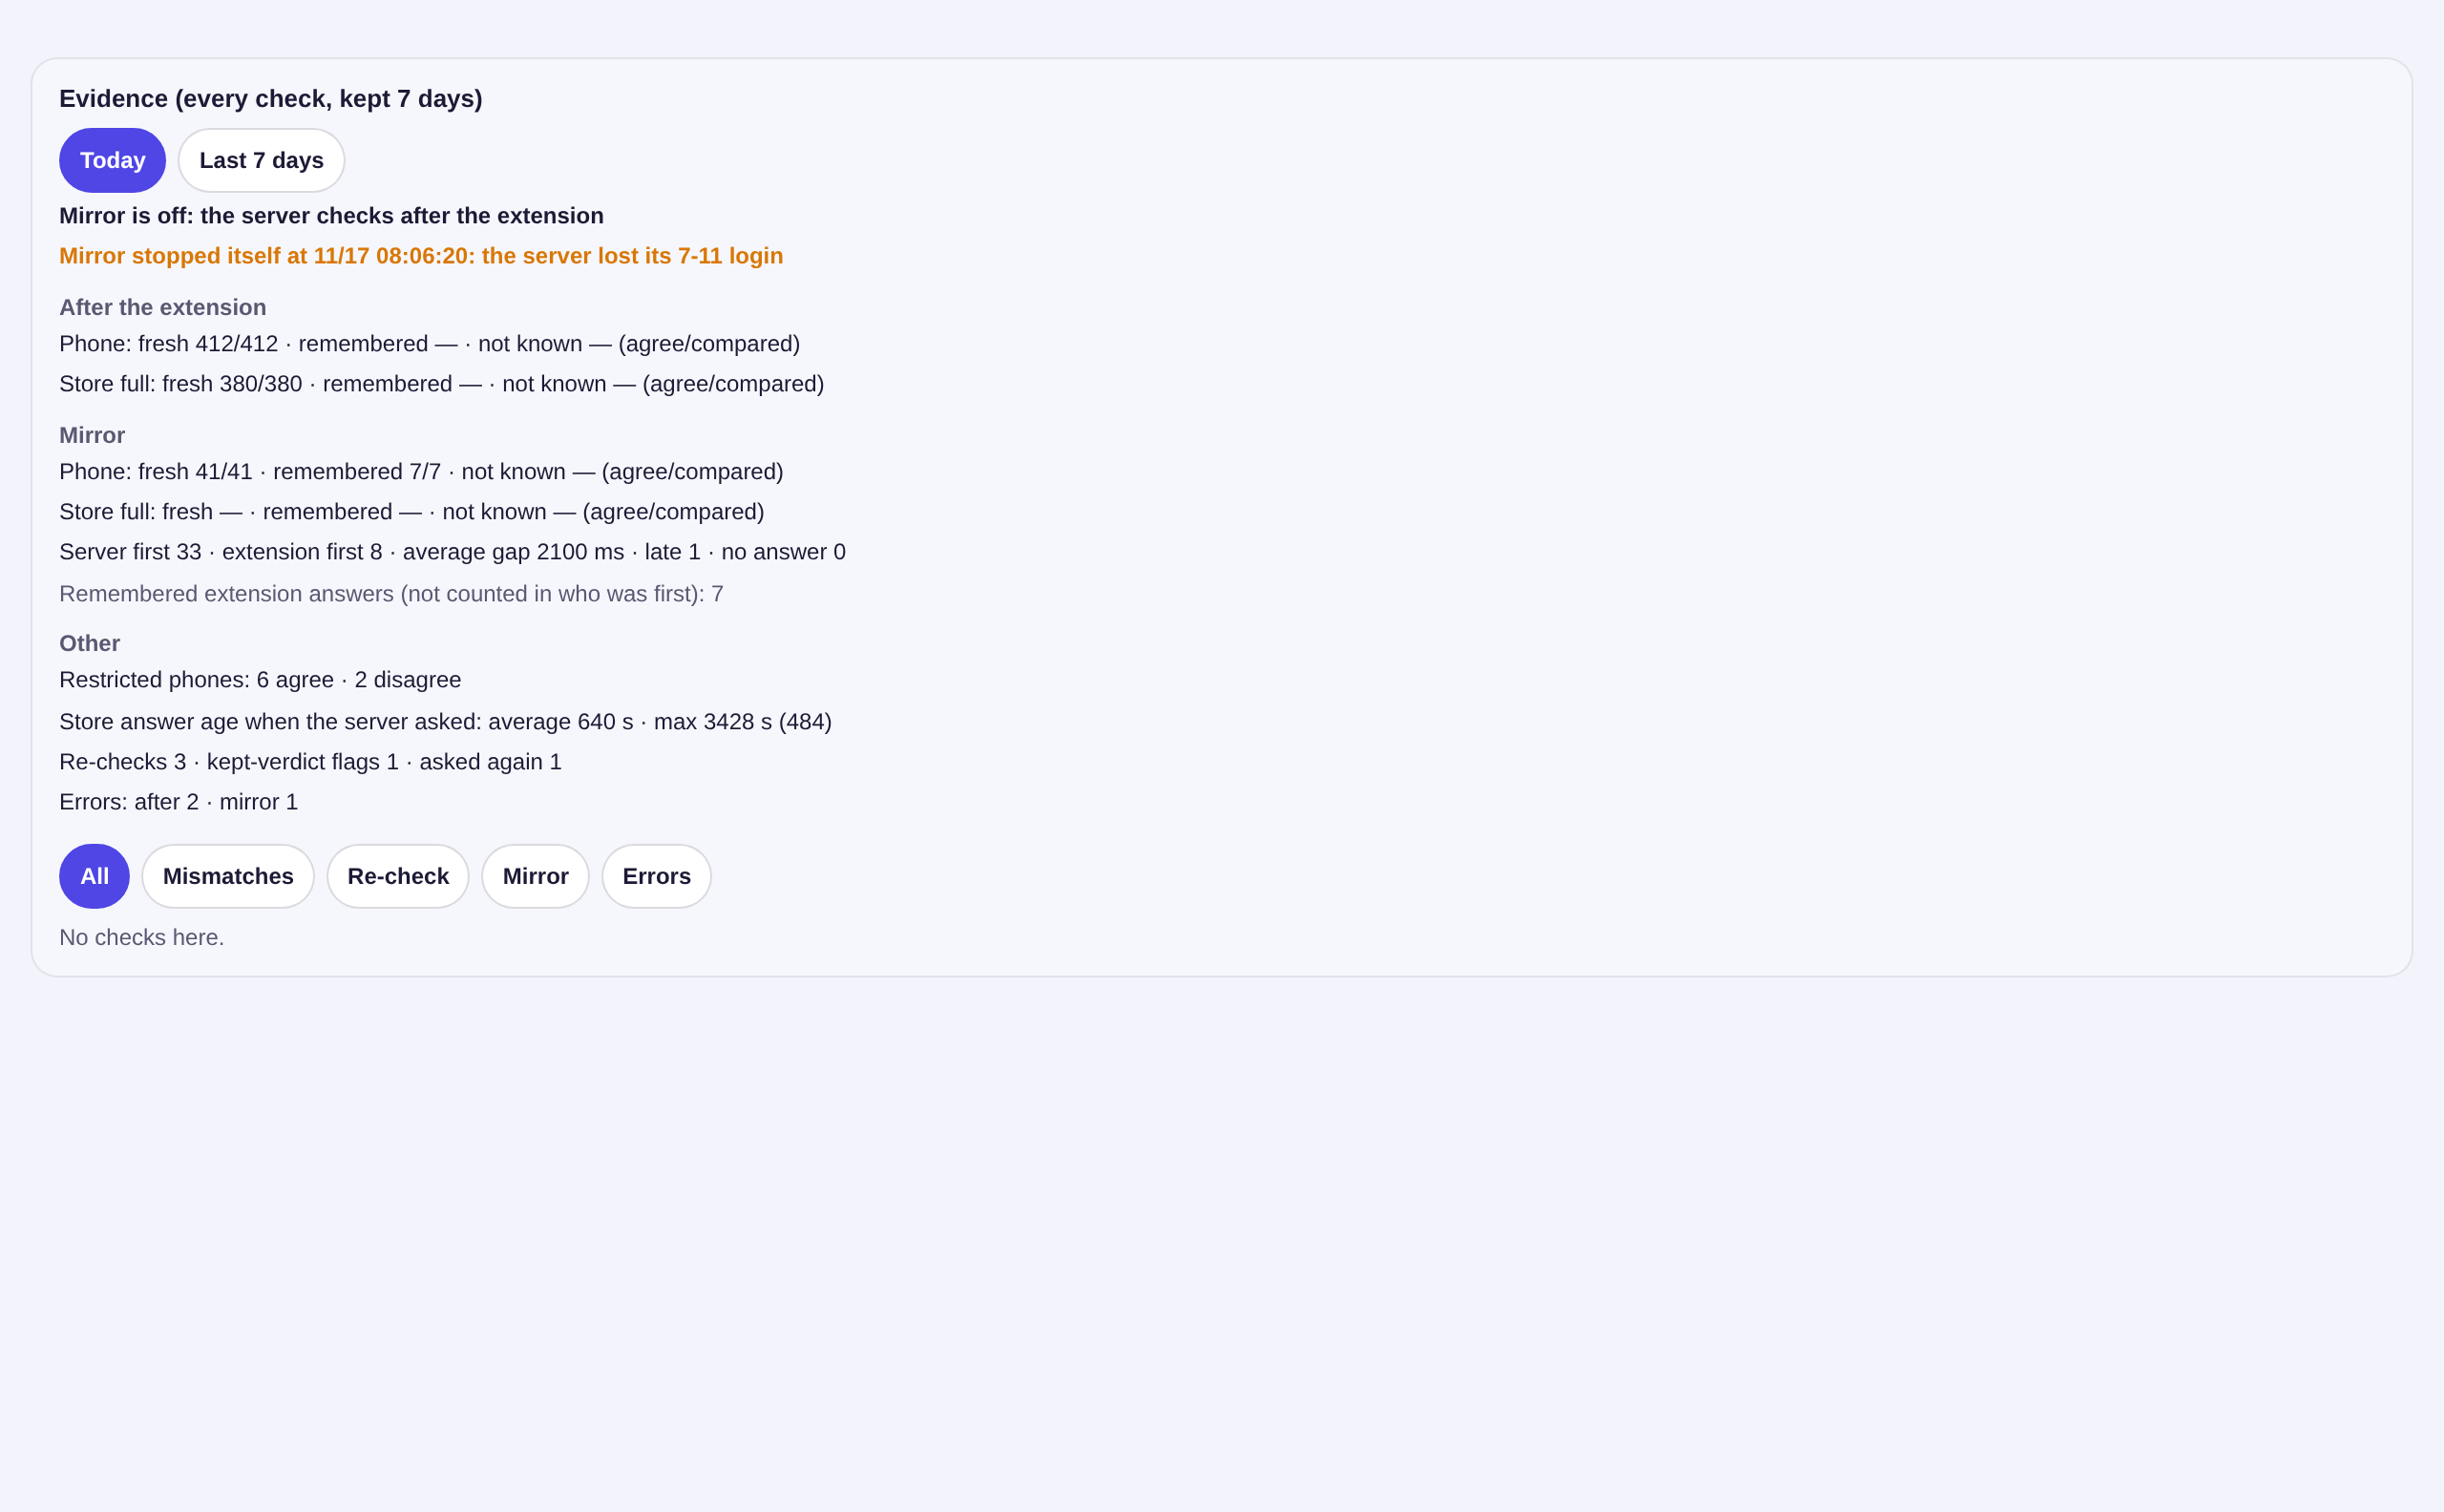 Evidence (every check, kept 7 days)
Today
Last 7 days
Mirror is off: the server checks after the extension
Mirror stopped itself at 11/17 08:06:20: the server lost its 7-11 login
After the extension
Phone: fresh 412/412 · remembered — · not known — (agree/compared)
Store full: fresh 380/380 · remembered — · not known — (agree/compared)
Mirror
Phone: fresh 41/41 · remembered 7/7 · not known — (agree/compared)
Store full: fresh — · remembered — · not known — (agree/compared)
Server first 33 · extension first 8 · average gap 2100 ms · late 1 · no answer 0
Remembered extension answers (not counted in who was first): 7
Other
Restricted phones: 6 agree · 2 disagree
Store answer age when the server asked: average 640 s · max 3428 s (484)
Re-checks 3 · kept-verdict flags 1 · asked again 1
Errors: after 2 · mirror 1
All
Mismatches
Re-check
Mirror
Errors
No checks here.